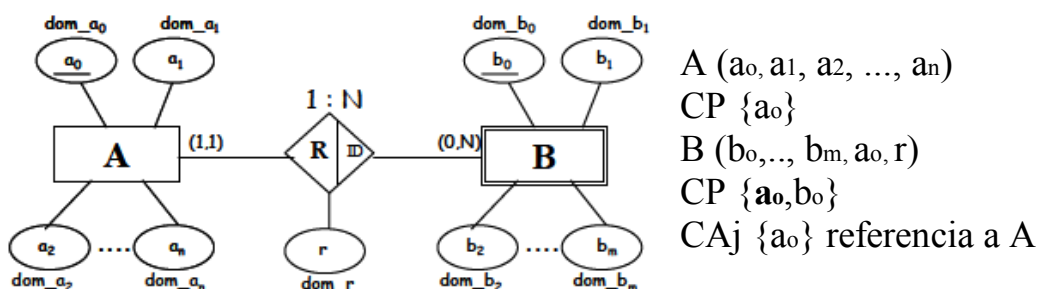 dom_a₀ dom_a₁ dom_b₀ dom_b₁
a₀ a₁ b₀ b₁
1 : N
A (1,1) R ID (0,N) B
a₂ .... aₙ r b₂ .... bₘ
dom_a₂ dom_aₙ dom_r dom_b₂ dom_bₘ
A (a₀, a₁, a₂, ..., aₙ)
CP {a₀}
B (b₀,.., bₘ, a₀, r)
CP {a₀,b₀}
CAj {a₀} referencia a A